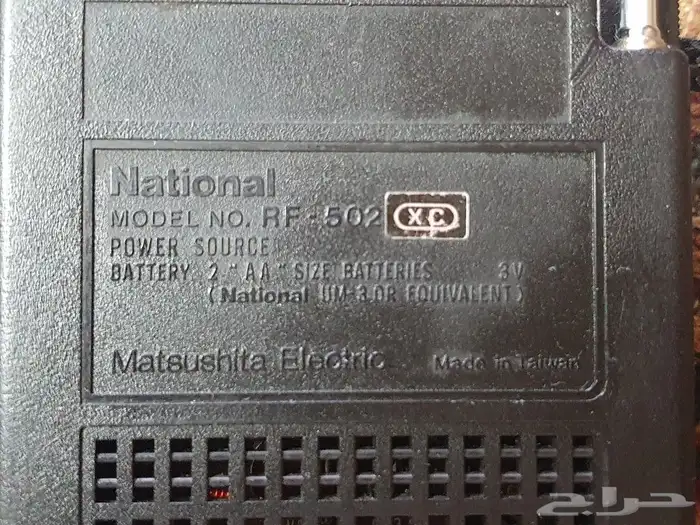 National
MODEL NO. RF-502 XC
POWER SOURCE
BATTERY 2 "AA" SIZE BATTERIES 3V
(National UM-3 OR EQUIVALENT)
Matsushita Electric Made in Taiwan
حراج